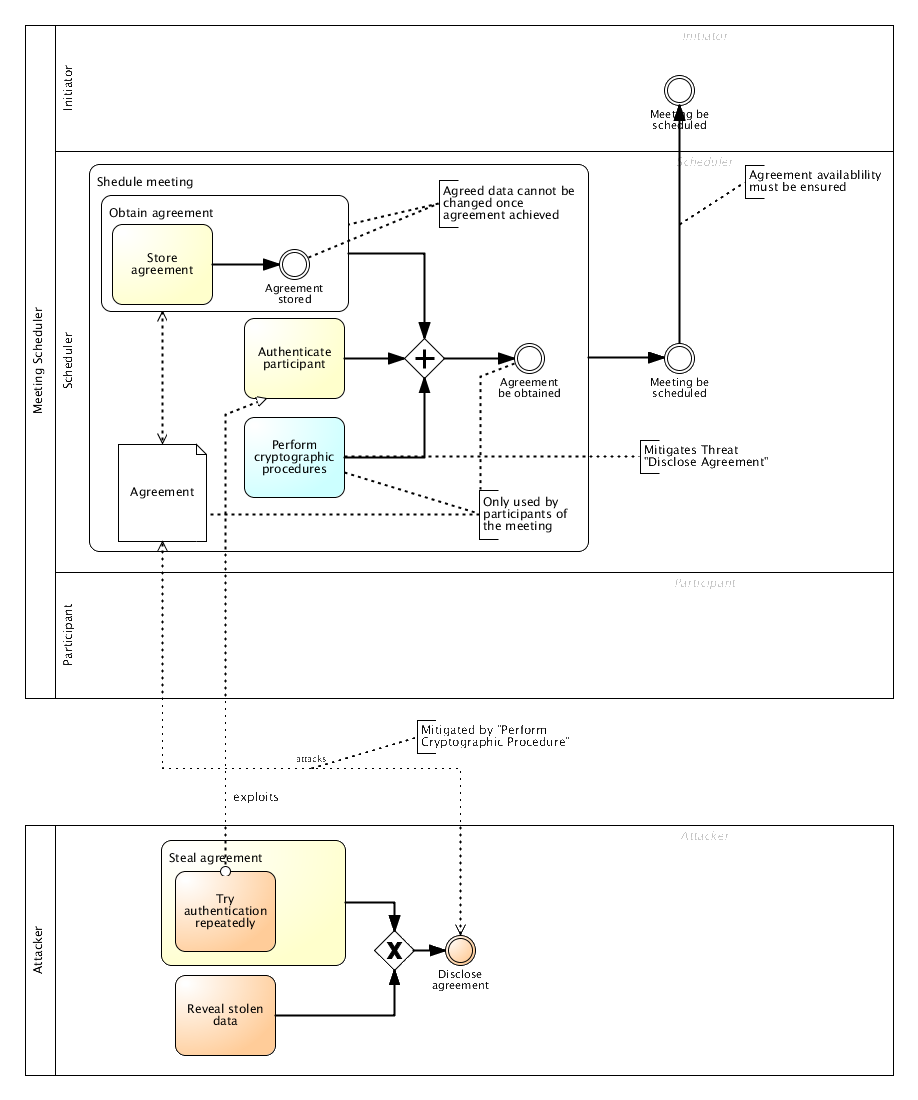 Initiator
Initiator
Meeting be
scheduled
Meeting Scheduler
Scheduler
Scheduler
Shedule meeting
Obtain agreement
Store
agreement
Agreement
stored
Agreed data cannot be
changed once
agreement achieved
Agreement availablility
must be ensured
Authenticate
participant
Agreement
be obtained
Meeting be
scheduled
Perform
cryptographic
procedures
Mitigates Threat
"Disclose Agreement"
Agreement
Only used by
participants of
the meeting
Participant
Participant
Mitigated by "Perform
Cryptographic Procedure"
attacks
exploits
Attacker
Attacker
Steal agreement
Try
authentication
repeatedly
Disclose
agreement
Reveal stolen
data